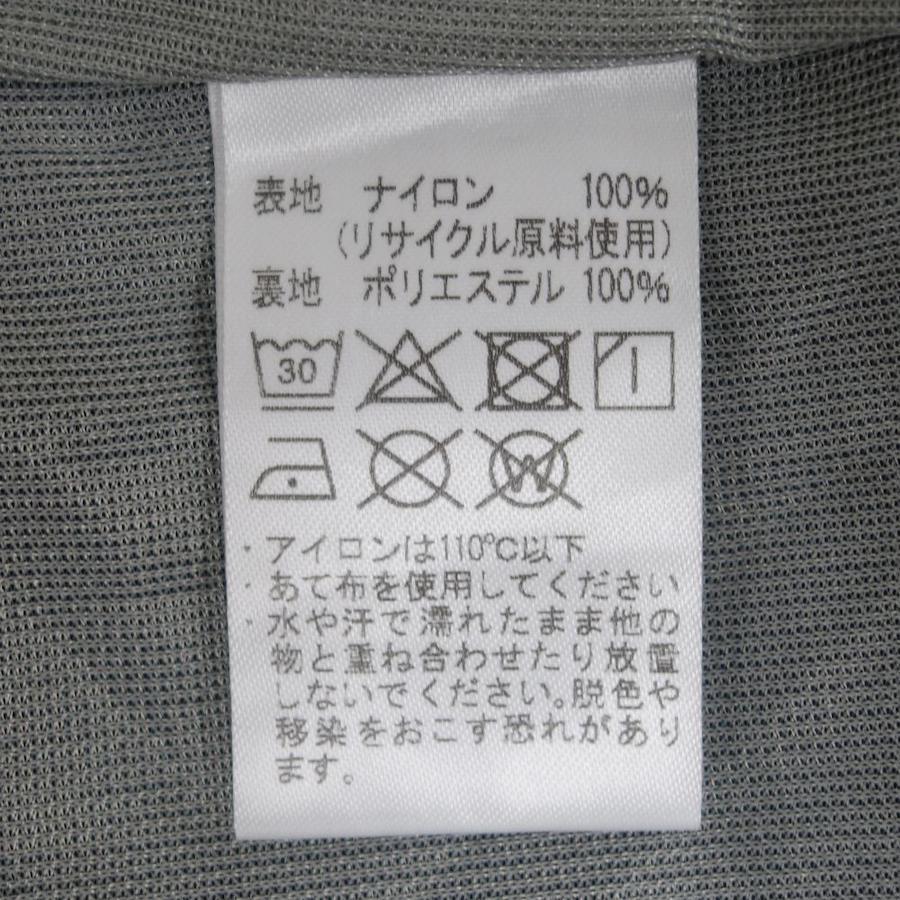 表地 ナイロン 100%
(リサイクル原料使用)
裏地 ポリエステル 100%
30
W
・アイロンは110℃以下
・あて布を使用してください
・水や汗で濡れたまま他の
物と重ね合わせたり放置
しないでください。脱色や
移染をおこす恐れがあり
ます。